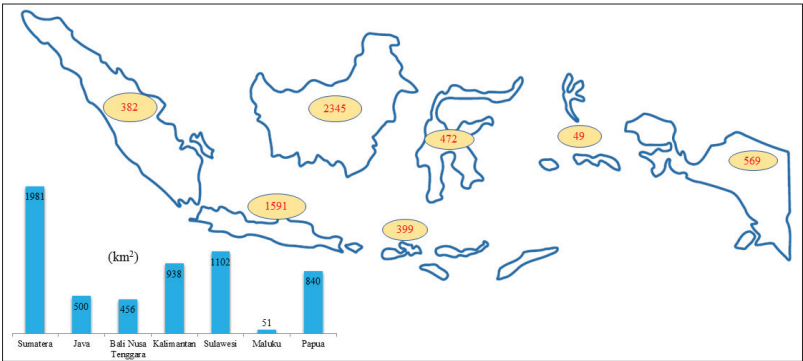 382
2345
472
49
569
1591
399
(km²)
1981
500
456
938
1102
51
840
Sumatera
Java
Bali Nusa
Tenggara
Kalimantan
Sulawesi
Maluku
Papua